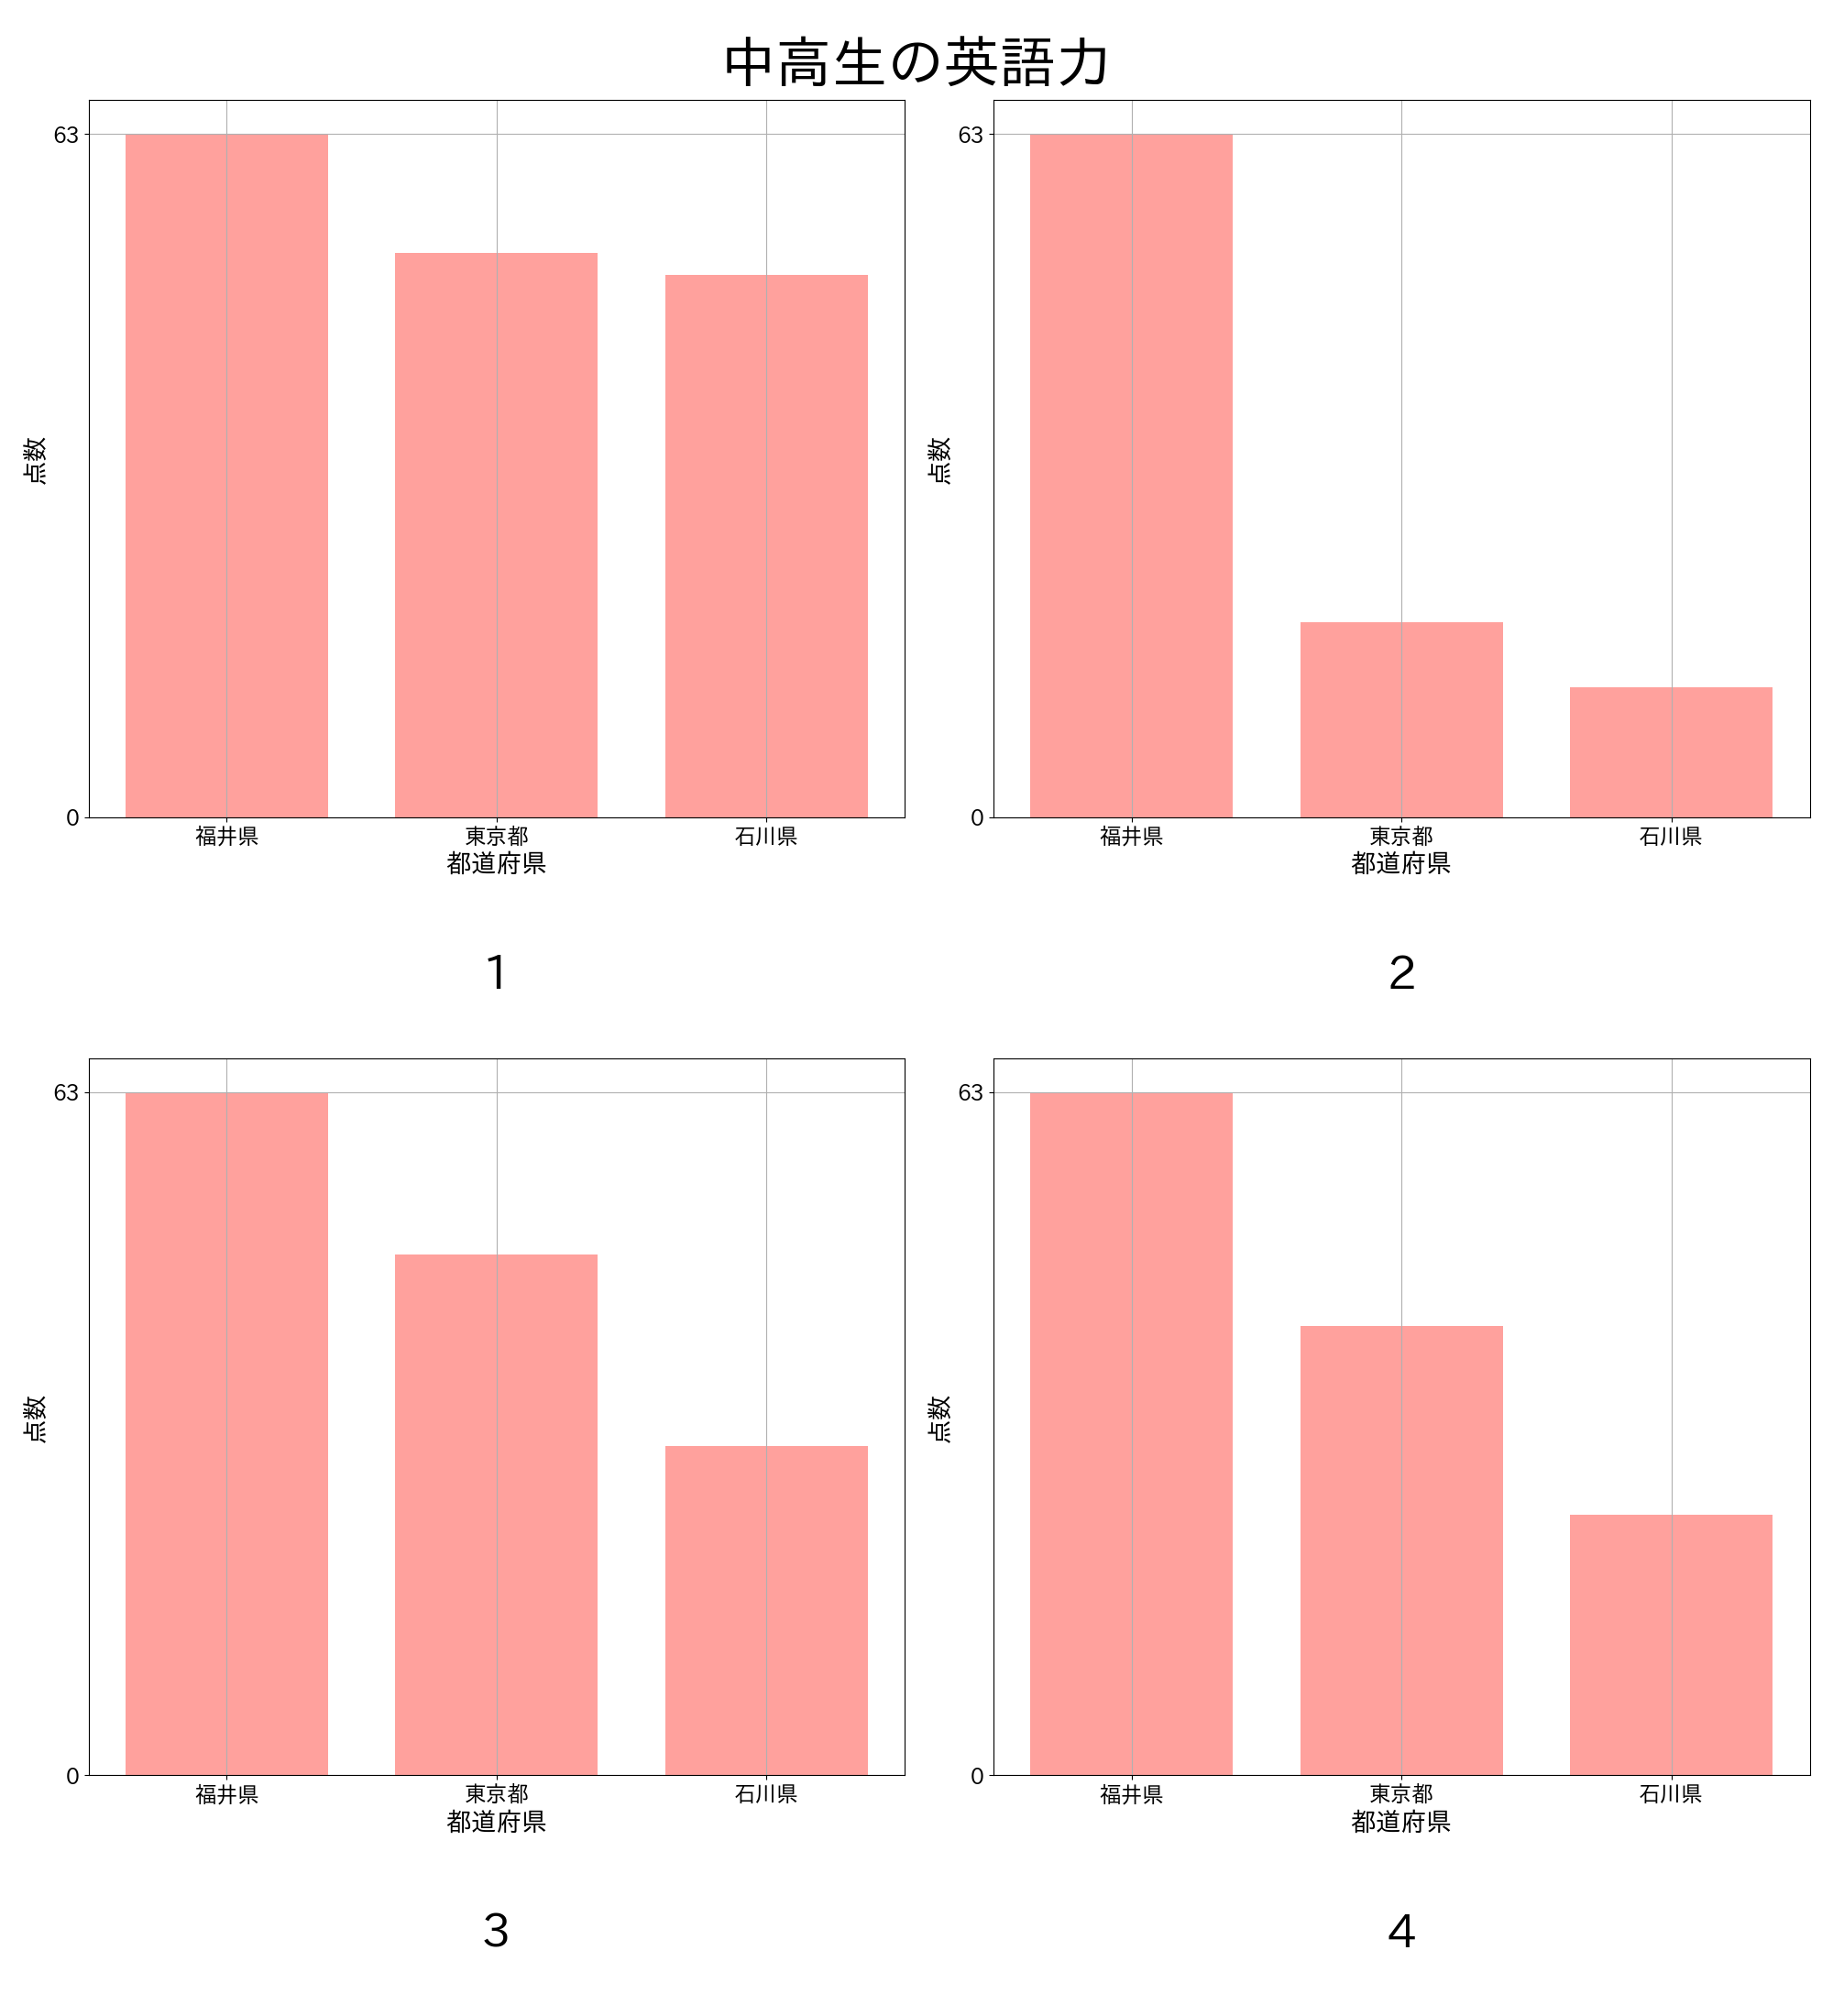 中高生の英語力
63
0
点数
福井県 東京都 石川県
都道府県
1
63
0
点数
福井県 東京都 石川県
都道府県
2
63
0
点数
福井県 東京都 石川県
都道府県
3
63
0
点数
福井県 東京都 石川県
都道府県
4